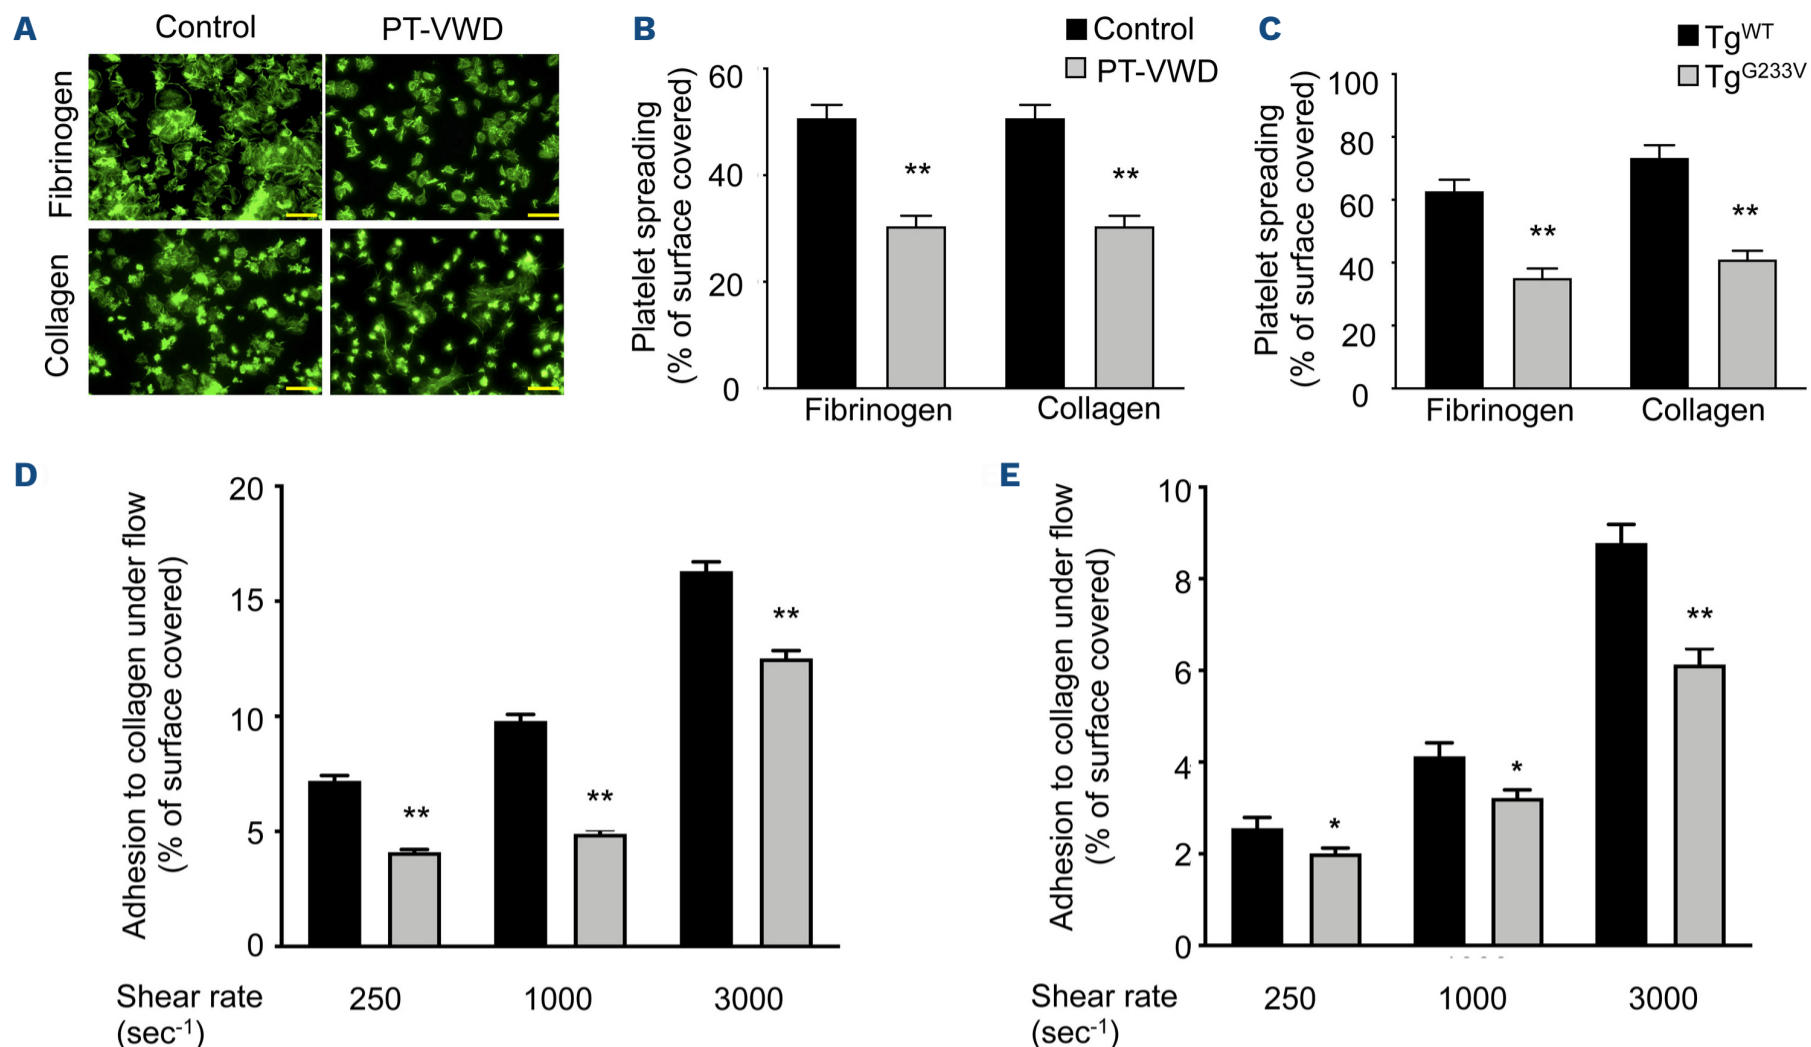 A
Control
PT-VWD
Fibrinogen
Collagen
B
Control
PT-VWD
Platelet spreading
(% of surface covered)
60
40
20
0
**
**
Fibrinogen
Collagen
C
Tg^WT
Tg^G233V
Platelet spreading
(% of surface covered)
100
80
60
40
20
0
**
**
Fibrinogen
Collagen
D
Adhesion to collagen under flow
(% of surface covered)
20
15
10
5
0
**
**
**
Shear rate
(sec⁻¹)
250
1000
3000
E
Adhesion to collagen under flow
(% of surface covered)
10
8
6
4
2
0
*
*
**
Shear rate
(sec⁻¹)
250
1000
3000